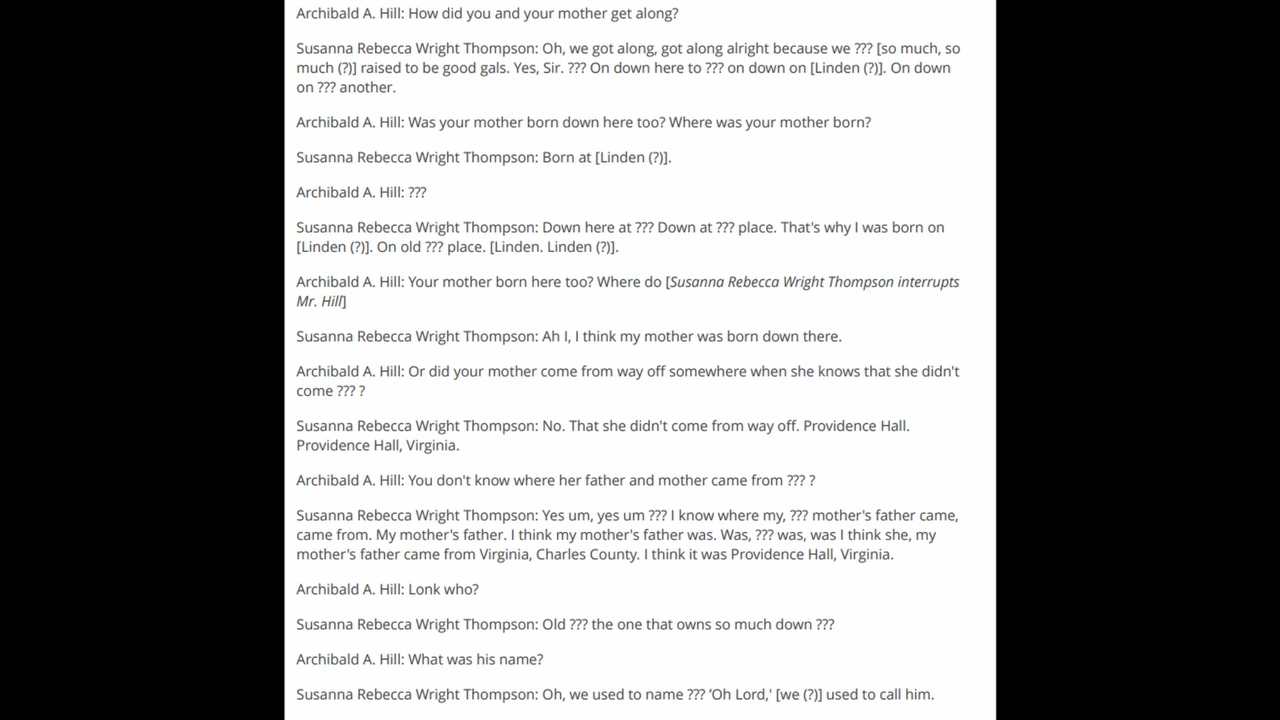 Archibald A. Hill: How did you and your mother get along?
Susanna Rebecca Wright Thompson: Oh, we got along, got along alright because we ??? [so much, so
much (?)] raised to be good gals. Yes, Sir. ??? On down here to ??? on down on [Linden (?)]. On down
on ??? another.
Archibald A. Hill: Was your mother born down here too? Where was your mother born?
Susanna Rebecca Wright Thompson: Born at [Linden (?)].
Archibald A. Hill: ???
Susanna Rebecca Wright Thompson: Down here at ??? Down at ??? place. That's why I was born on
[Linden (?)]. On old ??? place. [Linden. Linden (?)].
Archibald A. Hill: Your mother born here too? Where do [Susanna Rebecca Wright Thompson interrupts
Mr. Hill]
Susanna Rebecca Wright Thompson: Ah I, I think my mother was born down there.
Archibald A. Hill: Or did your mother come from way off somewhere when she knows that she didn't
come ??? ?
Susanna Rebecca Wright Thompson: No. That she didn't come from way off. Providence Hall.
Providence Hall, Virginia.
Archibald A. Hill: You don't know where her father and mother came from ??? ?
Susanna Rebecca Wright Thompson: Yes um, yes um ??? I know where my, ??? mother's father came,
came from. My mother's father. I think my mother's father was. Was, ??? was, was I think she, my
mother's father came from Virginia, Charles County. I think it was Providence Hall, Virginia.
Archibald A. Hill: Lonk who?
Susanna Rebecca Wright Thompson: Old ??? the one that owns so much down ???
Archibald A. Hill: What was his name?
Susanna Rebecca Wright Thompson: Oh, we used to name ??? 'Oh Lord,' [we (?)] used to call him.